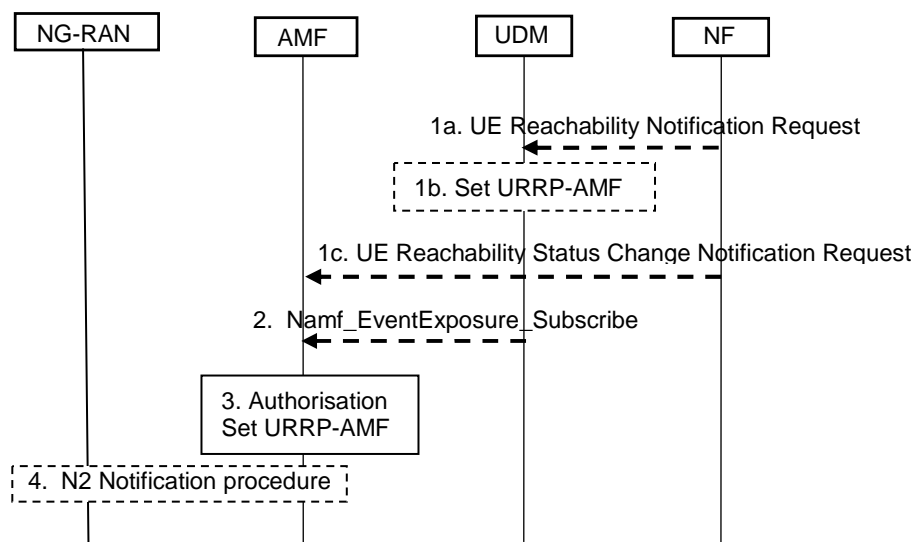 NG-RAN
AMF
UDM
NF
1a. UE Reachability Notification Request
1b. Set URRP-AMF
1c. UE Reachability Status Change Notification Request
2. Namf_EventExposure_Subscribe
3. Authorisation
Set URRP-AMF
4. N2 Notification procedure